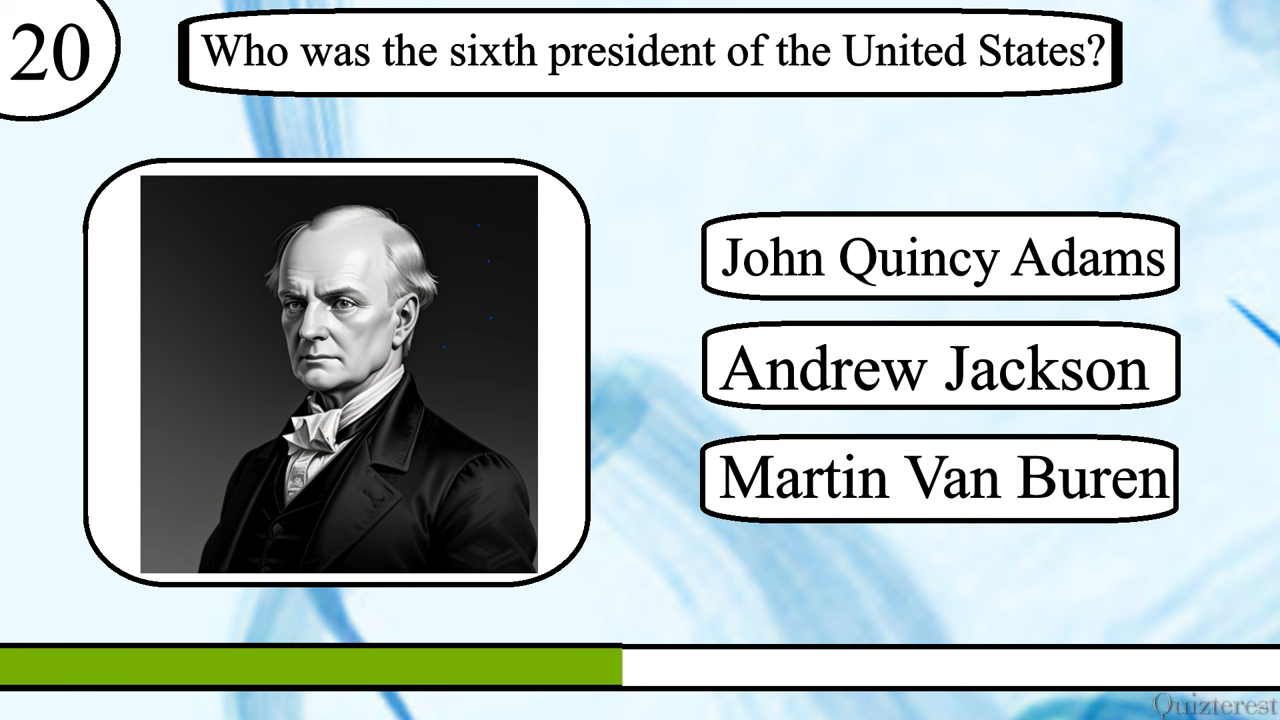 20
Who was the sixth president of the United States?
John Quincy Adams
Andrew Jackson
Martin Van Buren
Quizterest